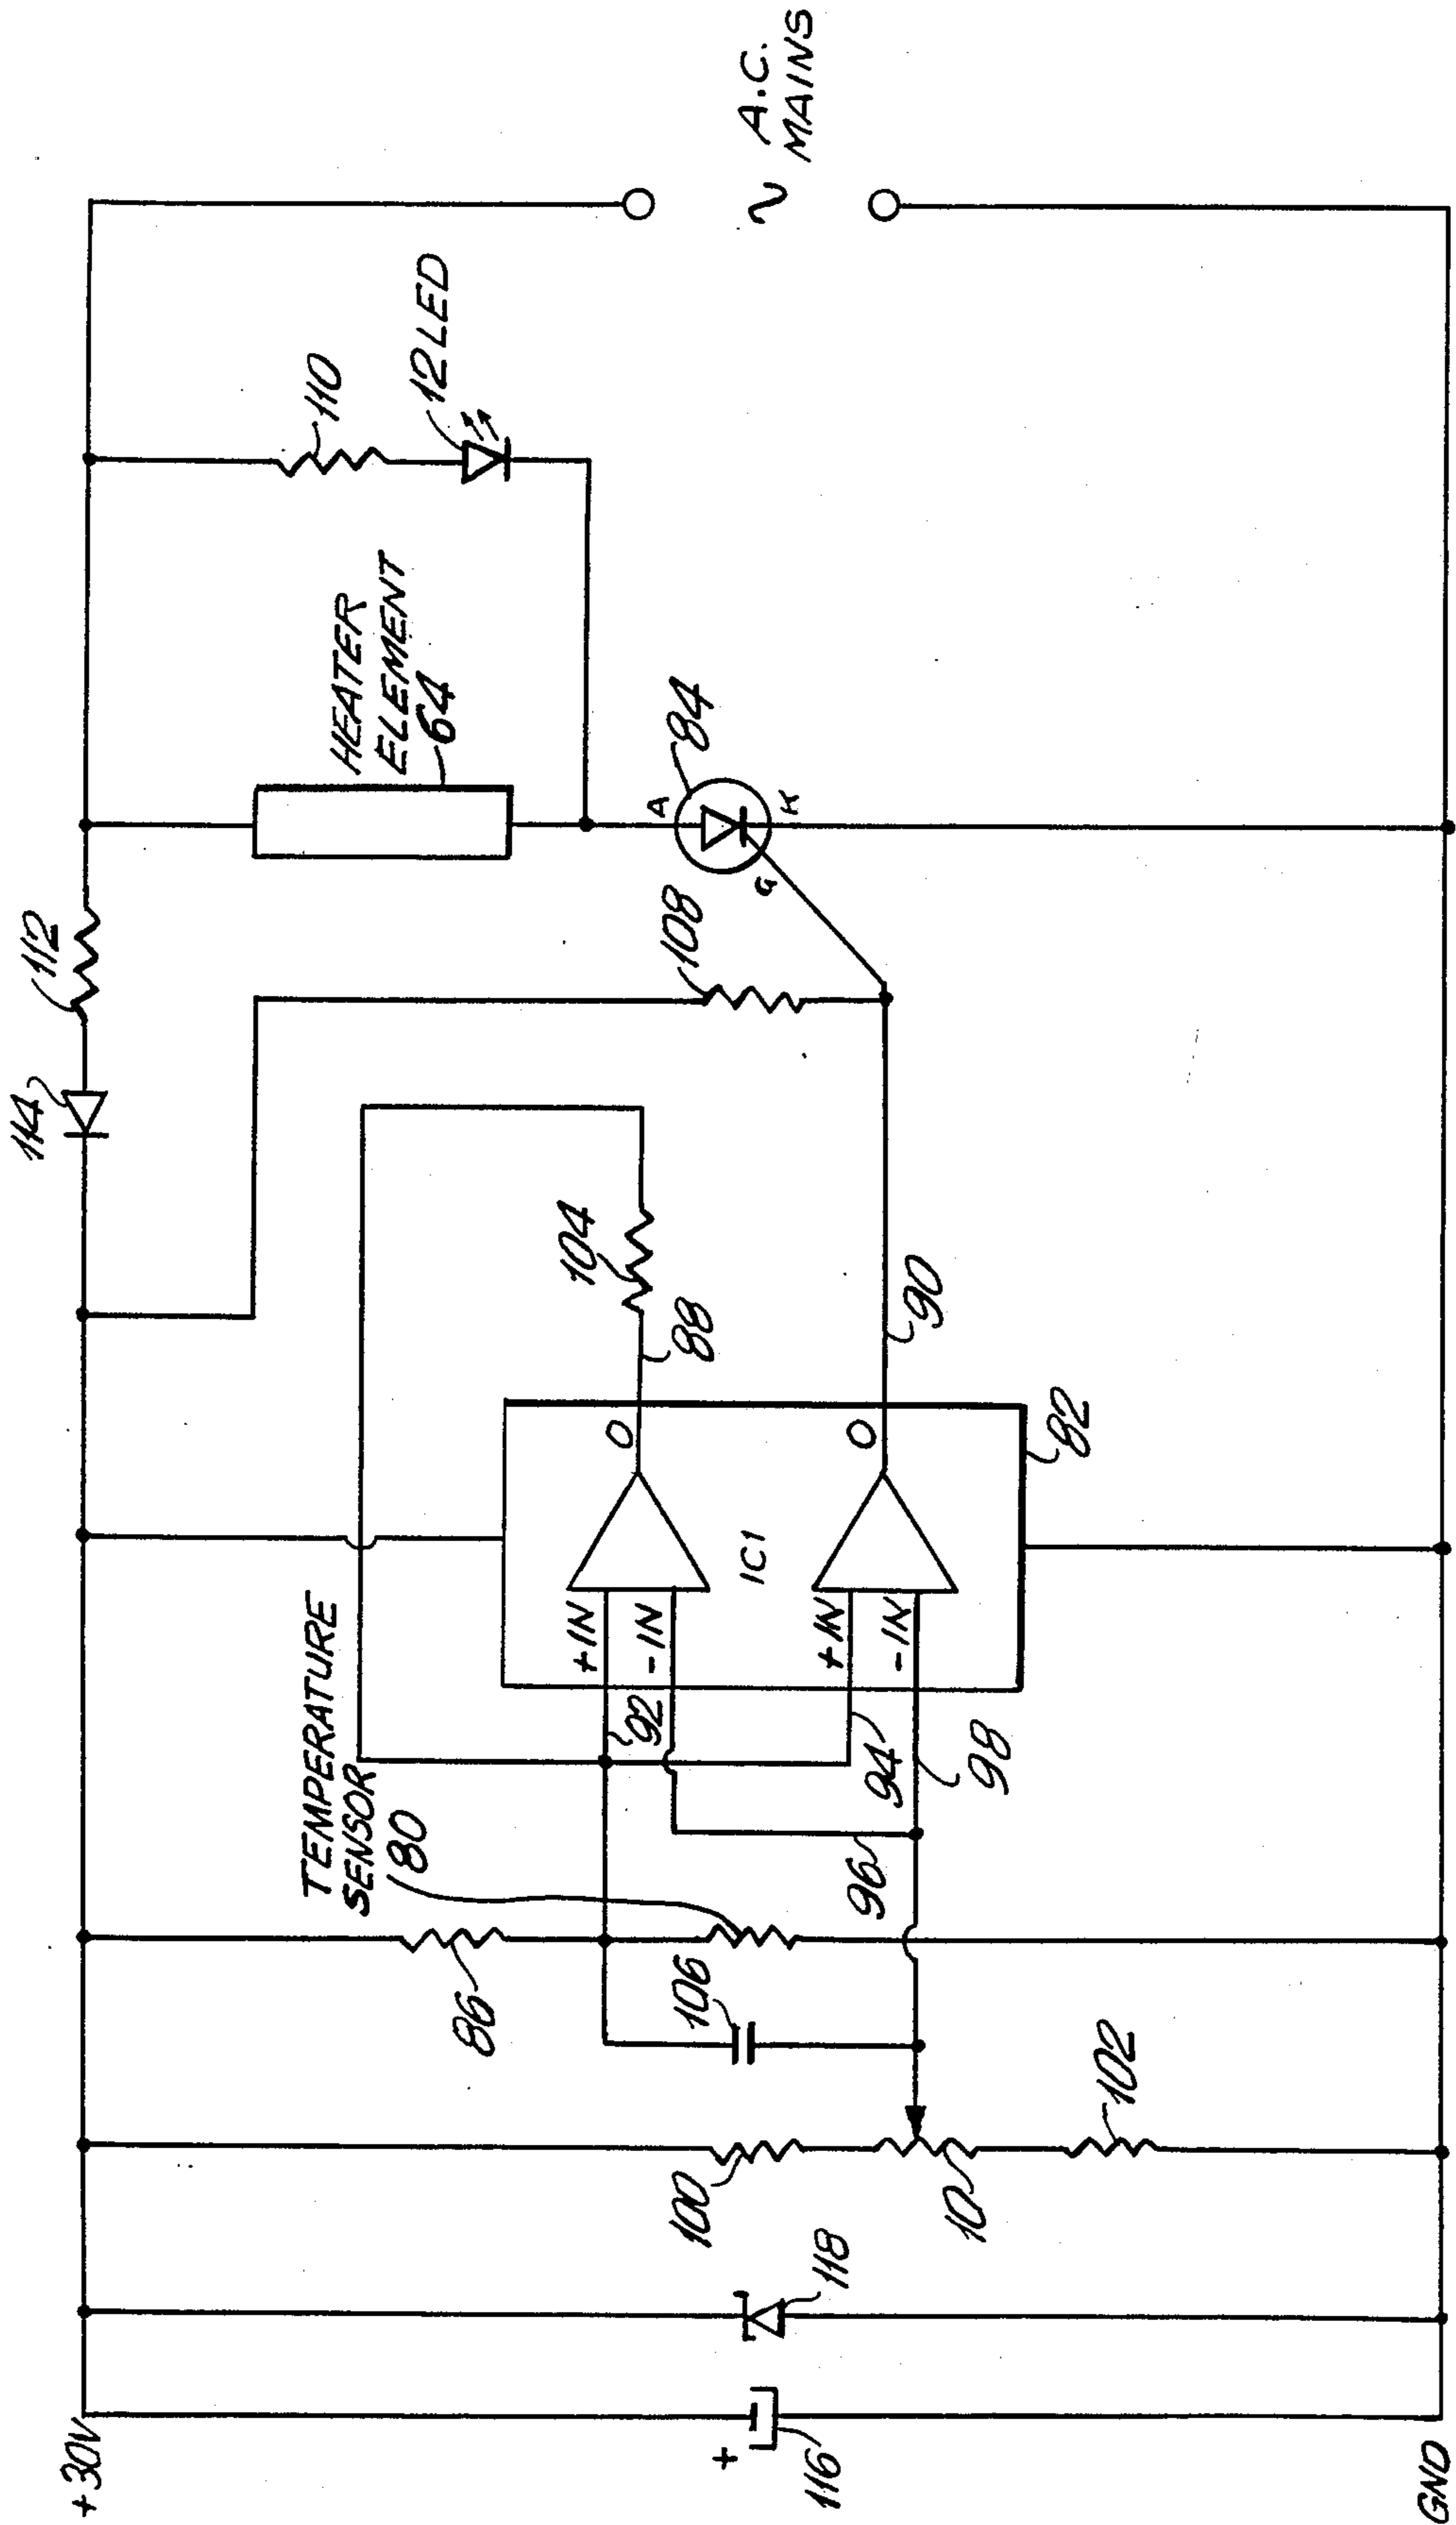 +30V
GND
116
+
118
100
10
102
86
106
TEMPERATURE
SENSOR
80
96
92
94
98
+IN
-IN
+IN
-IN
IC1
O
O
82
88
90
104
114
112
108
HEATER
ELEMENT
64
A
84
K
G
110
12 LED
~
A.C.
MAINS